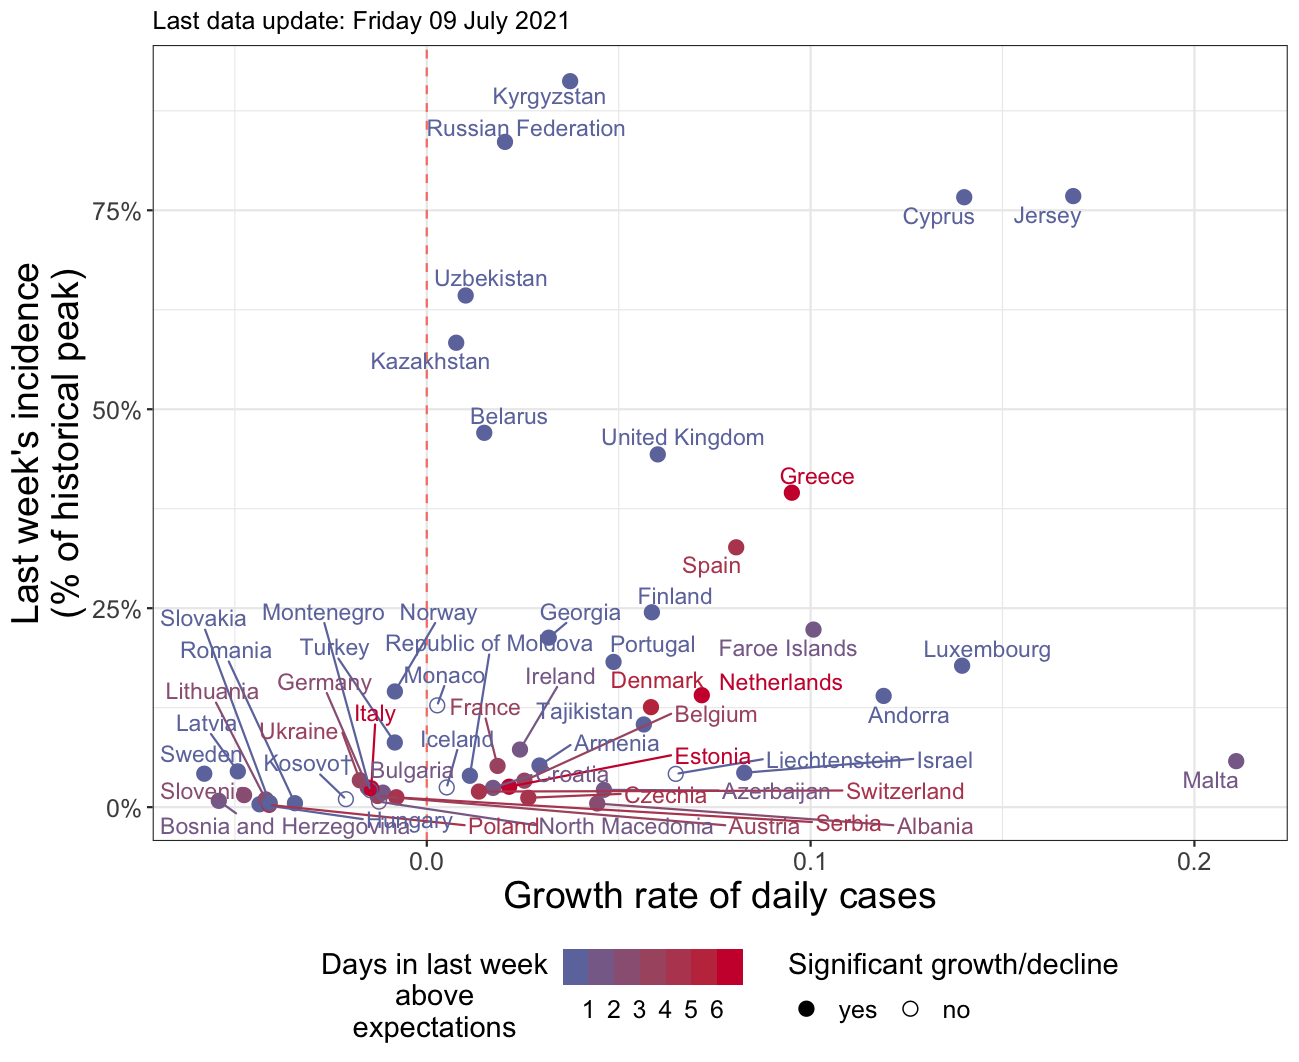 Last data update: Friday 09 July 2021
Last week's incidence
(% of historical peak)
75%
50%
25%
0%
Kyrgyzstan
Russian Federation
Cyprus
Jersey
Uzbekistan
Kazakhstan
Belarus
United Kingdom
Greece
Spain
Finland
Slovakia
Montenegro
Norway
Georgia
Romania
Turkey
Republic of Moldova
Portugal
Faroe Islands
Luxembourg
Lithuania
Germany
Monaco
Ireland
Denmark
Netherlands
Latvia
Ukraine
Italy
France
Tajikistan
Belgium
Andorra
Sweden
Kosovo†
Iceland
Armenia
Estonia
Liechtenstein
Israel
Bulgaria
Croatia
Malta
Slovenia
Czechia
Azerbaijan
Switzerland
Bosnia and Herzegovina
Hungary
Poland
North Macedonia
Austria
Serbia
Albania
0.0
0.1
0.2
Growth rate of daily cases
Days in last week
above
expectations
1 2 3 4 5 6
Significant growth/decline
yes
no